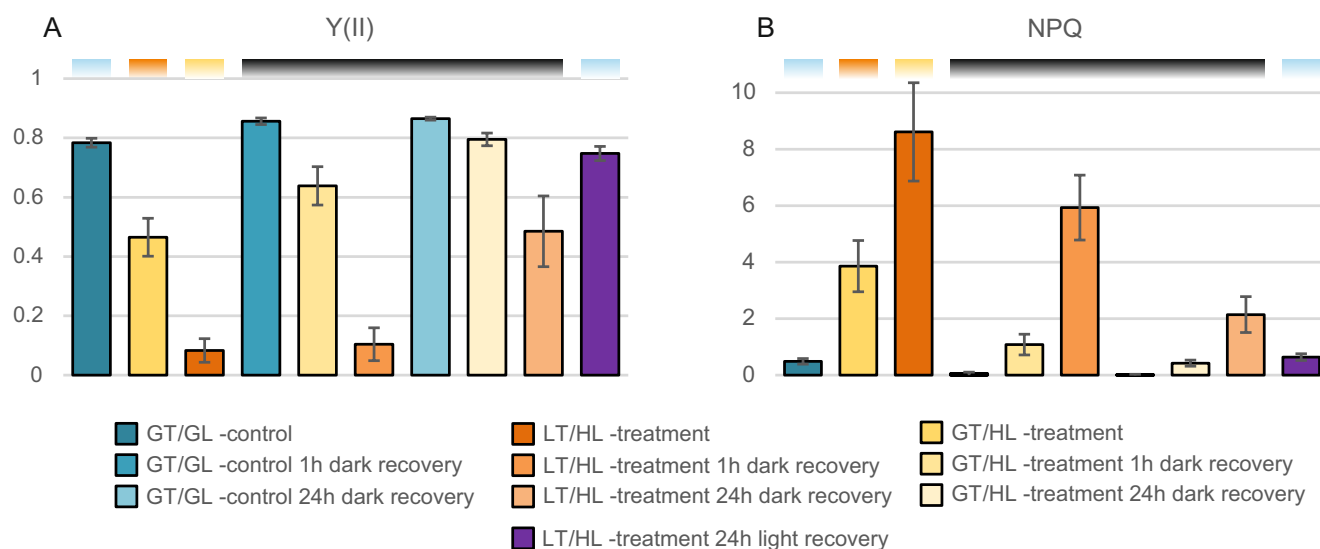 A
Y(II)
1
0.8
0.6
0.4
0.2
0
B
NPQ
10
8
6
4
2
0
GT/GL -control
GT/GL -control 1h dark recovery
GT/GL -control 24h dark recovery
LT/HL -treatment
LT/HL -treatment 1h dark recovery
LT/HL -treatment 24h dark recovery
LT/HL -treatment 24h light recovery
GT/HL -treatment
GT/HL -treatment 1h dark recovery
GT/HL -treatment 24h dark recovery